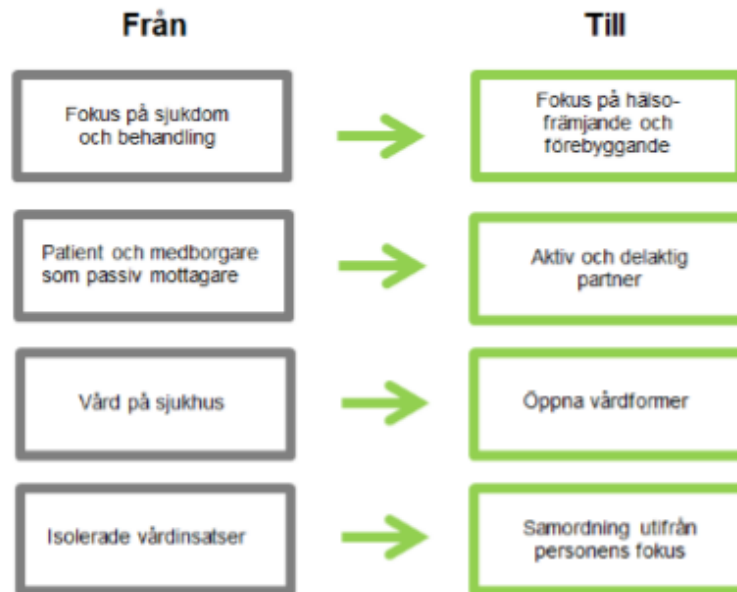 Från
Till
Fokus på sjukdom
och behandling
Fokus på hälso-
främjande och
förebyggande
Patient och medborgare
som passiv mottagare
Aktiv och delaktig
partner
Vård på sjukhus
Öppna vårdformer
Isolerade vårdinsatser
Samordning utifrån
personens fokus